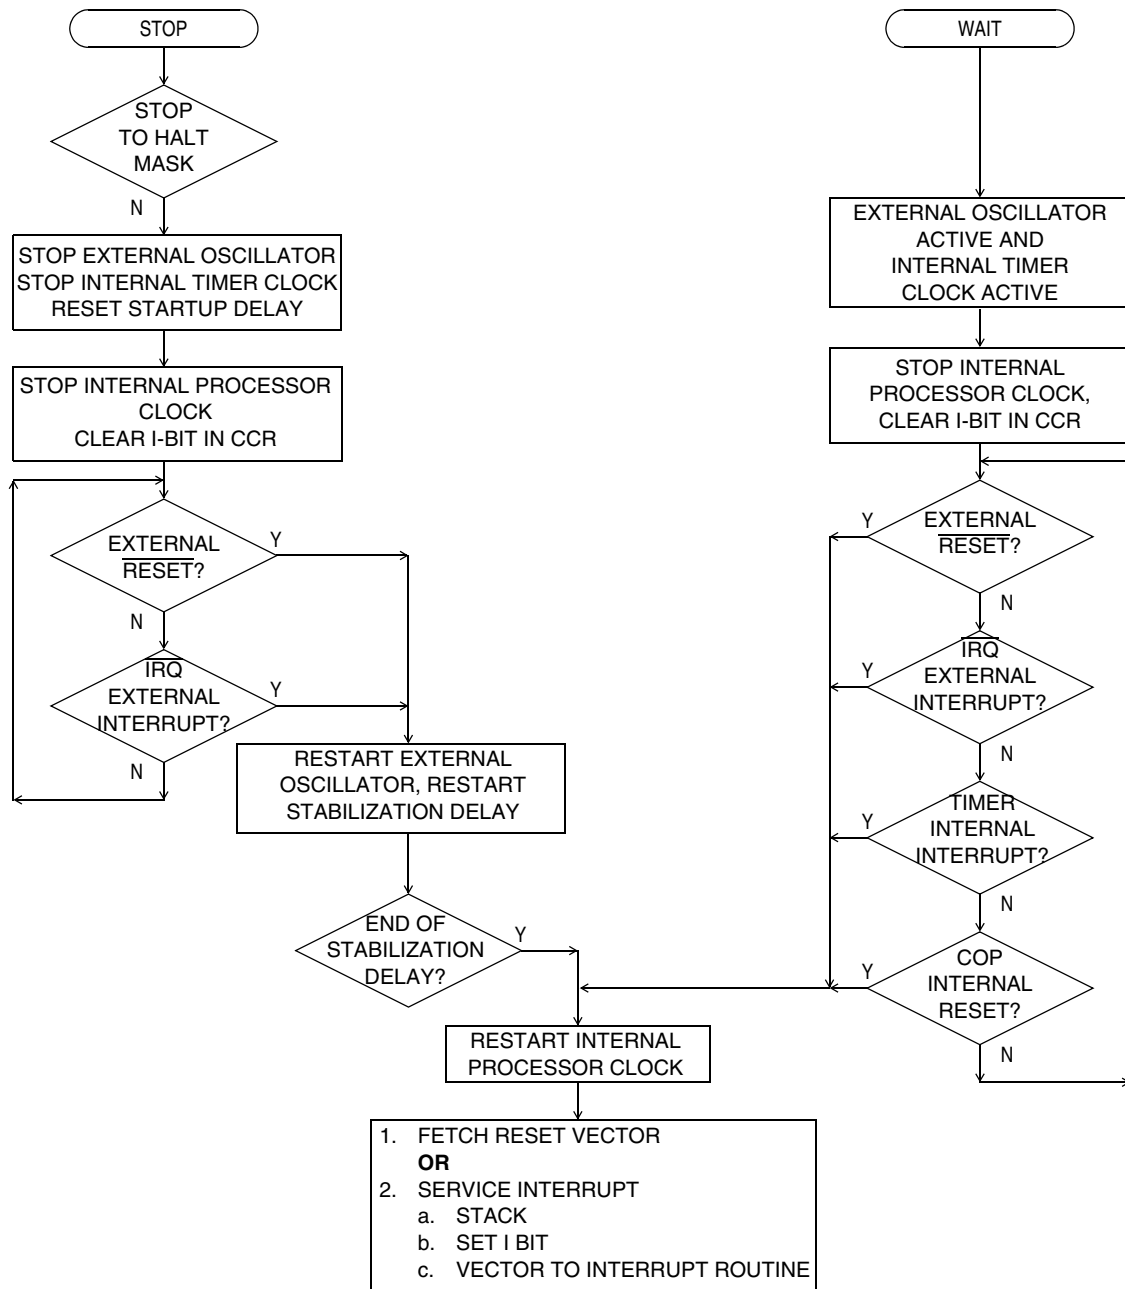 STOP
STOP
TO HALT
MASK
N
STOP EXTERNAL OSCILLATOR
STOP INTERNAL TIMER CLOCK
RESET STARTUP DELAY
STOP INTERNAL PROCESSOR
CLOCK
CLEAR I-BIT IN CCR
EXTERNAL
RESET?
Y
N
IRQ
EXTERNAL
INTERRUPT?
Y
N
RESTART EXTERNAL
OSCILLATOR, RESTART
STABILIZATION DELAY
END OF
STABILIZATION
DELAY?
Y
WAIT
EXTERNAL OSCILLATOR
ACTIVE AND
INTERNAL TIMER
CLOCK ACTIVE
STOP INTERNAL
PROCESSOR CLOCK,
CLEAR I-BIT IN CCR
EXTERNAL
RESET?
Y
N
IRQ
EXTERNAL
INTERRUPT?
Y
N
TIMER
INTERNAL
INTERRUPT?
Y
N
COP
INTERNAL
RESET?
Y
N
RESTART INTERNAL
PROCESSOR CLOCK
1. FETCH RESET VECTOR
OR
2. SERVICE INTERRUPT
a. STACK
b. SET I BIT
c. VECTOR TO INTERRUPT ROUTINE